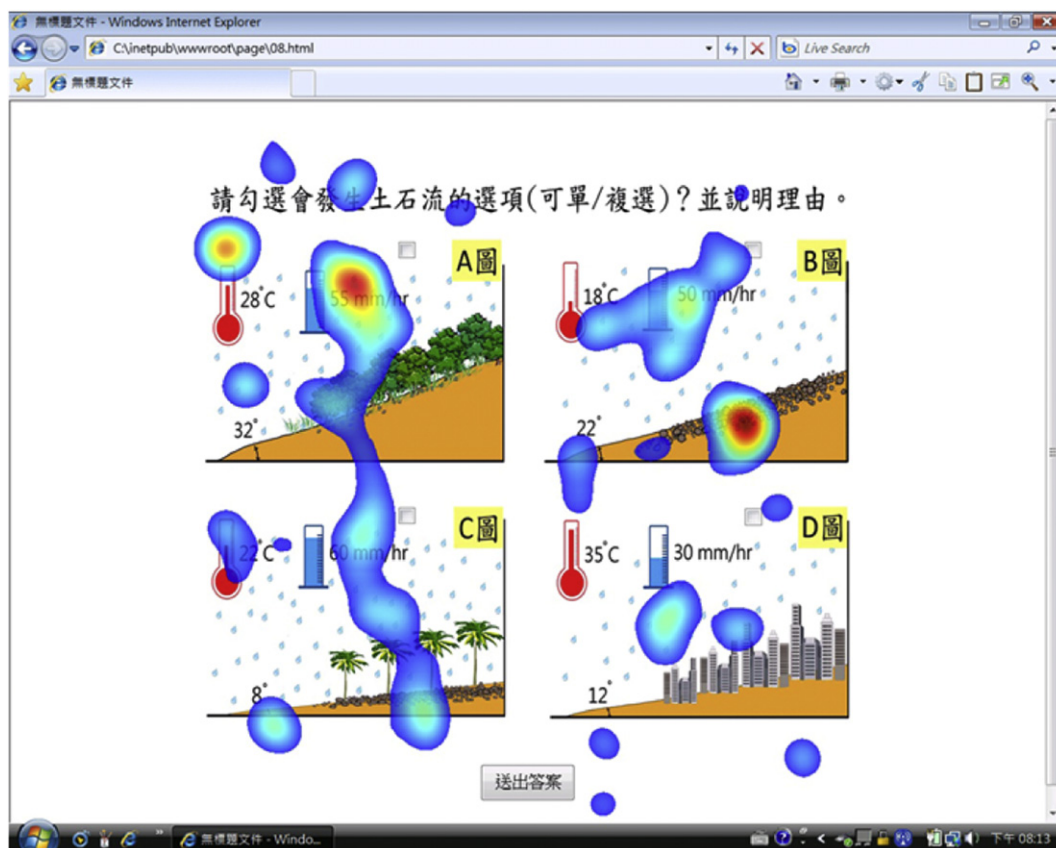 無標題文件 - Windows Internet Explorer
C:\inetpub\wwwroot\page\08.html
Live Search
無標題文件
請勾選會發生土石流的選項(可單/複選)?並說明理由。
A圖
28°C
55 mm/hr
32°
B圖
18°C
50 mm/hr
22°
C圖
22°C
60 mm/hr
8°
D圖
35°C
30 mm/hr
12°
送出答案
無標題文件 - Windo...
下午 08:13